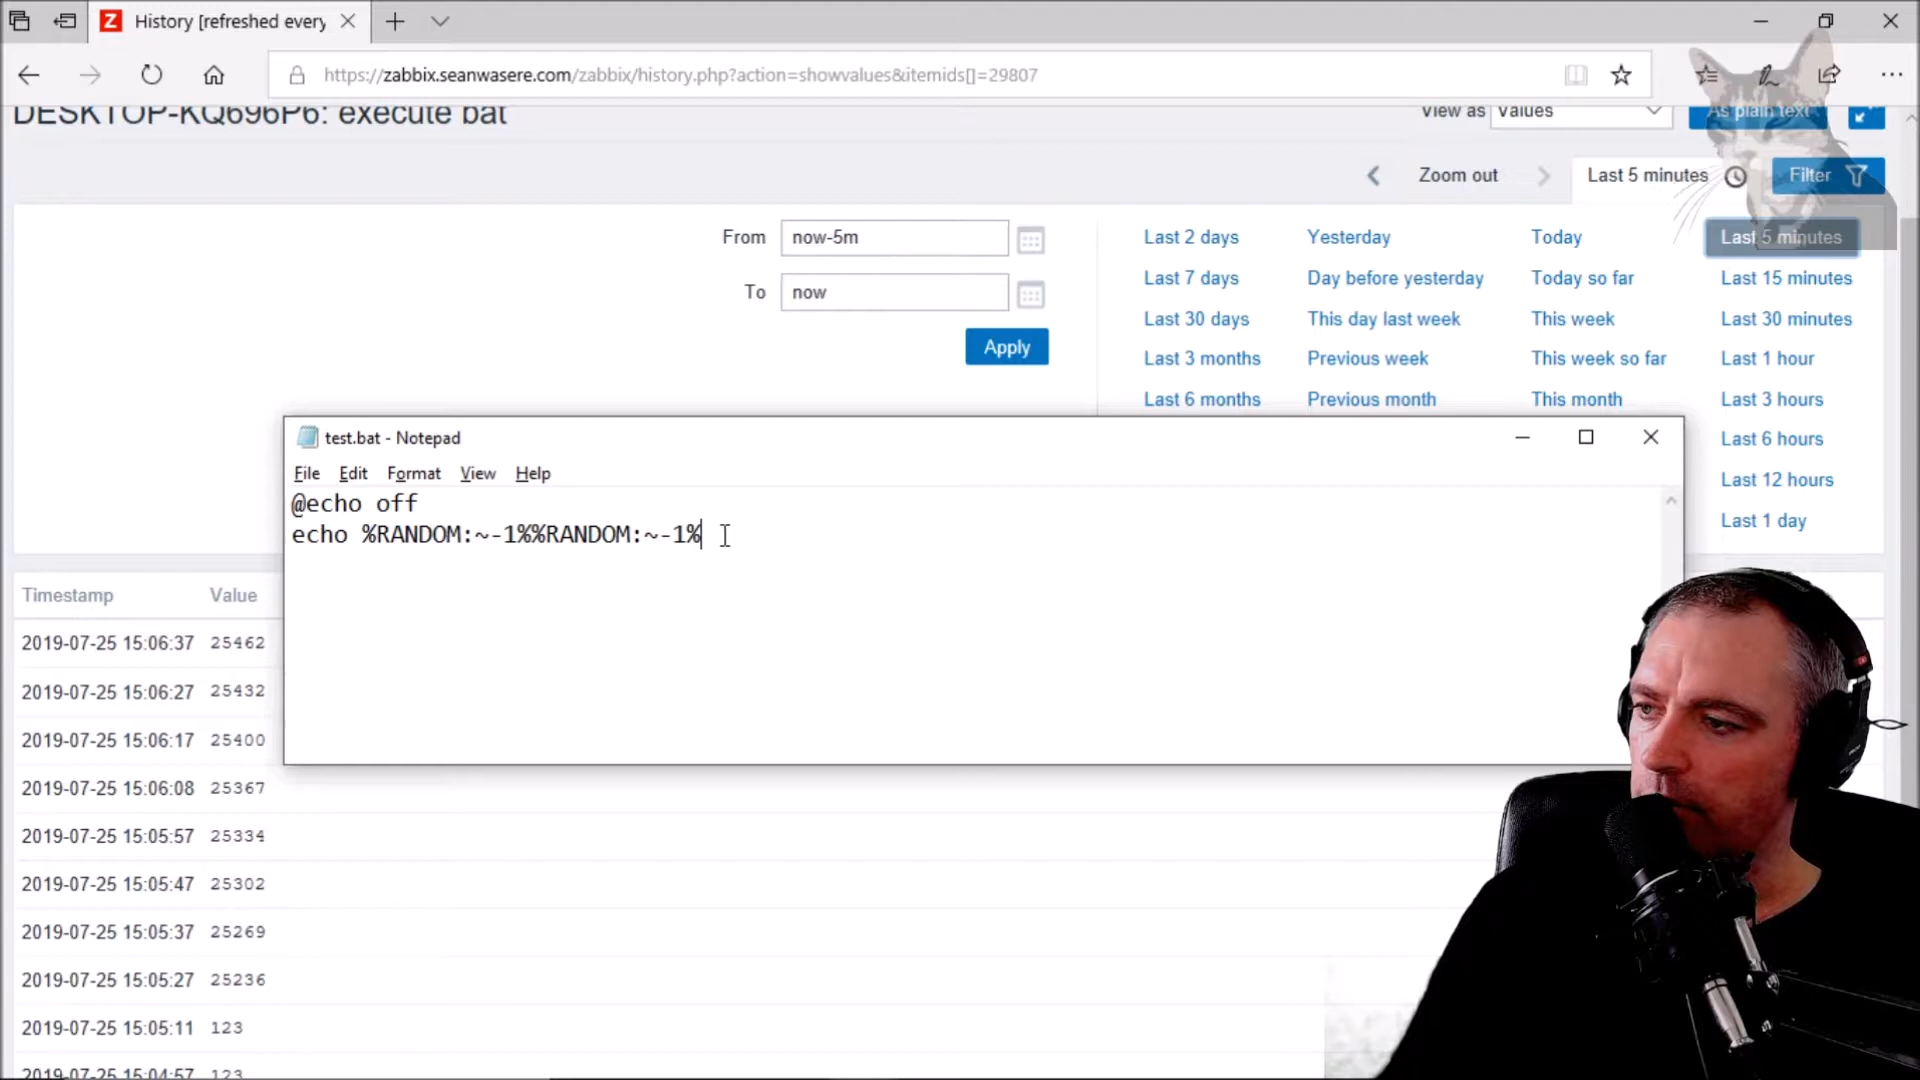 History [refreshed every
https://zabbix.seanwasere.com/zabbix/history.php?action=showvalues&itemids[]=29807
DESKTOP-KQ696P6: execute bat
View as Values As plain text
Zoom out Last 5 minutes Filter
From now-5m
To now
Apply
Last 2 days Yesterday Today Last 5 minutes
Last 7 days Day before yesterday Today so far Last 15 minutes
Last 30 days This day last week This week Last 30 minutes
Last 3 months Previous week This week so far Last 1 hour
Last 6 months Previous month This month Last 3 hours
Last 6 hours
Last 12 hours
Last 1 day
test.bat - Notepad
File Edit Format View Help
@echo off
echo %RANDOM:~-1%%RANDOM:~-1%
Timestamp Value
2019-07-25 15:06:37 25462
2019-07-25 15:06:27 25432
2019-07-25 15:06:17 25400
2019-07-25 15:06:08 25367
2019-07-25 15:05:57 25334
2019-07-25 15:05:47 25302
2019-07-25 15:05:37 25269
2019-07-25 15:05:27 25236
2019-07-25 15:05:11 123
2019-07-25 15:04:57 123